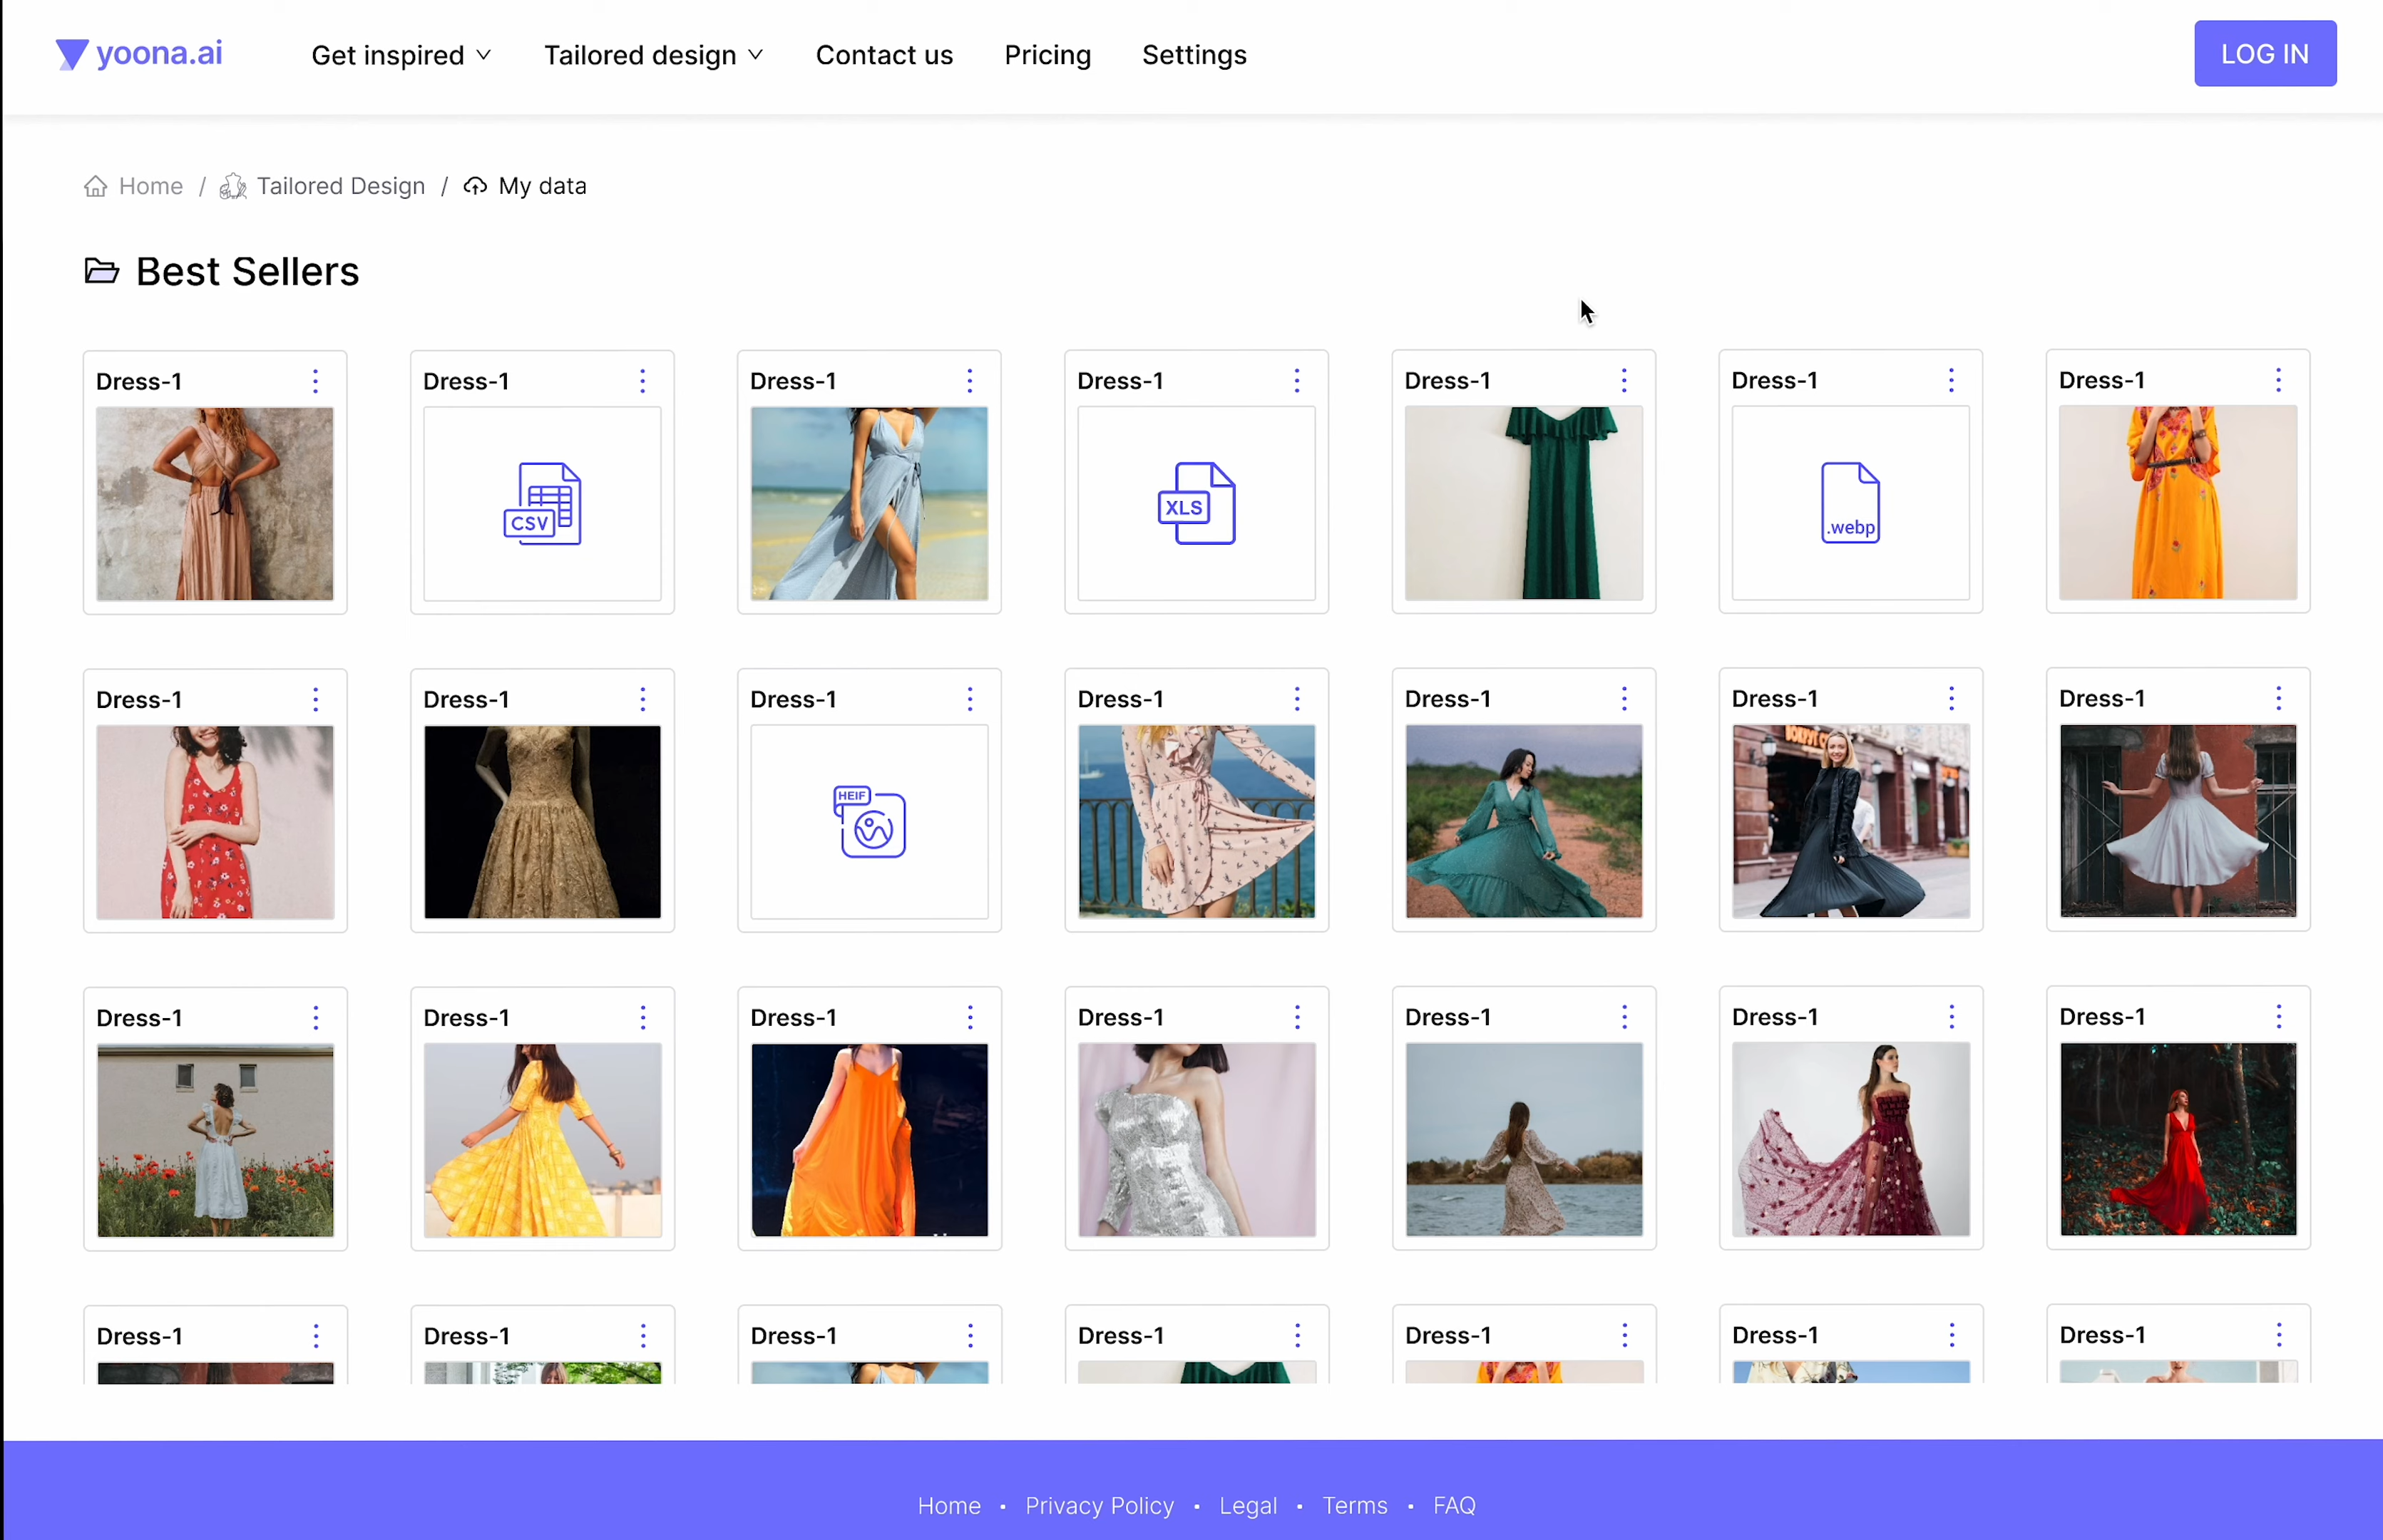 yoona.ai
Get inspired
Tailored design
Contact us
Pricing
Settings
LOG IN
Home / Tailored Design / My data
Best Sellers
Dress-1
Dress-1
Dress-1
Dress-1
Dress-1
Dress-1
Dress-1
CSV
XLS
.webp
Dress-1
Dress-1
Dress-1
Dress-1
Dress-1
Dress-1
Dress-1
HEIF
Dress-1
Dress-1
Dress-1
Dress-1
Dress-1
Dress-1
Dress-1
Dress-1
Dress-1
Dress-1
Dress-1
Dress-1
Dress-1
Dress-1
Home • Privacy Policy • Legal • Terms • FAQ